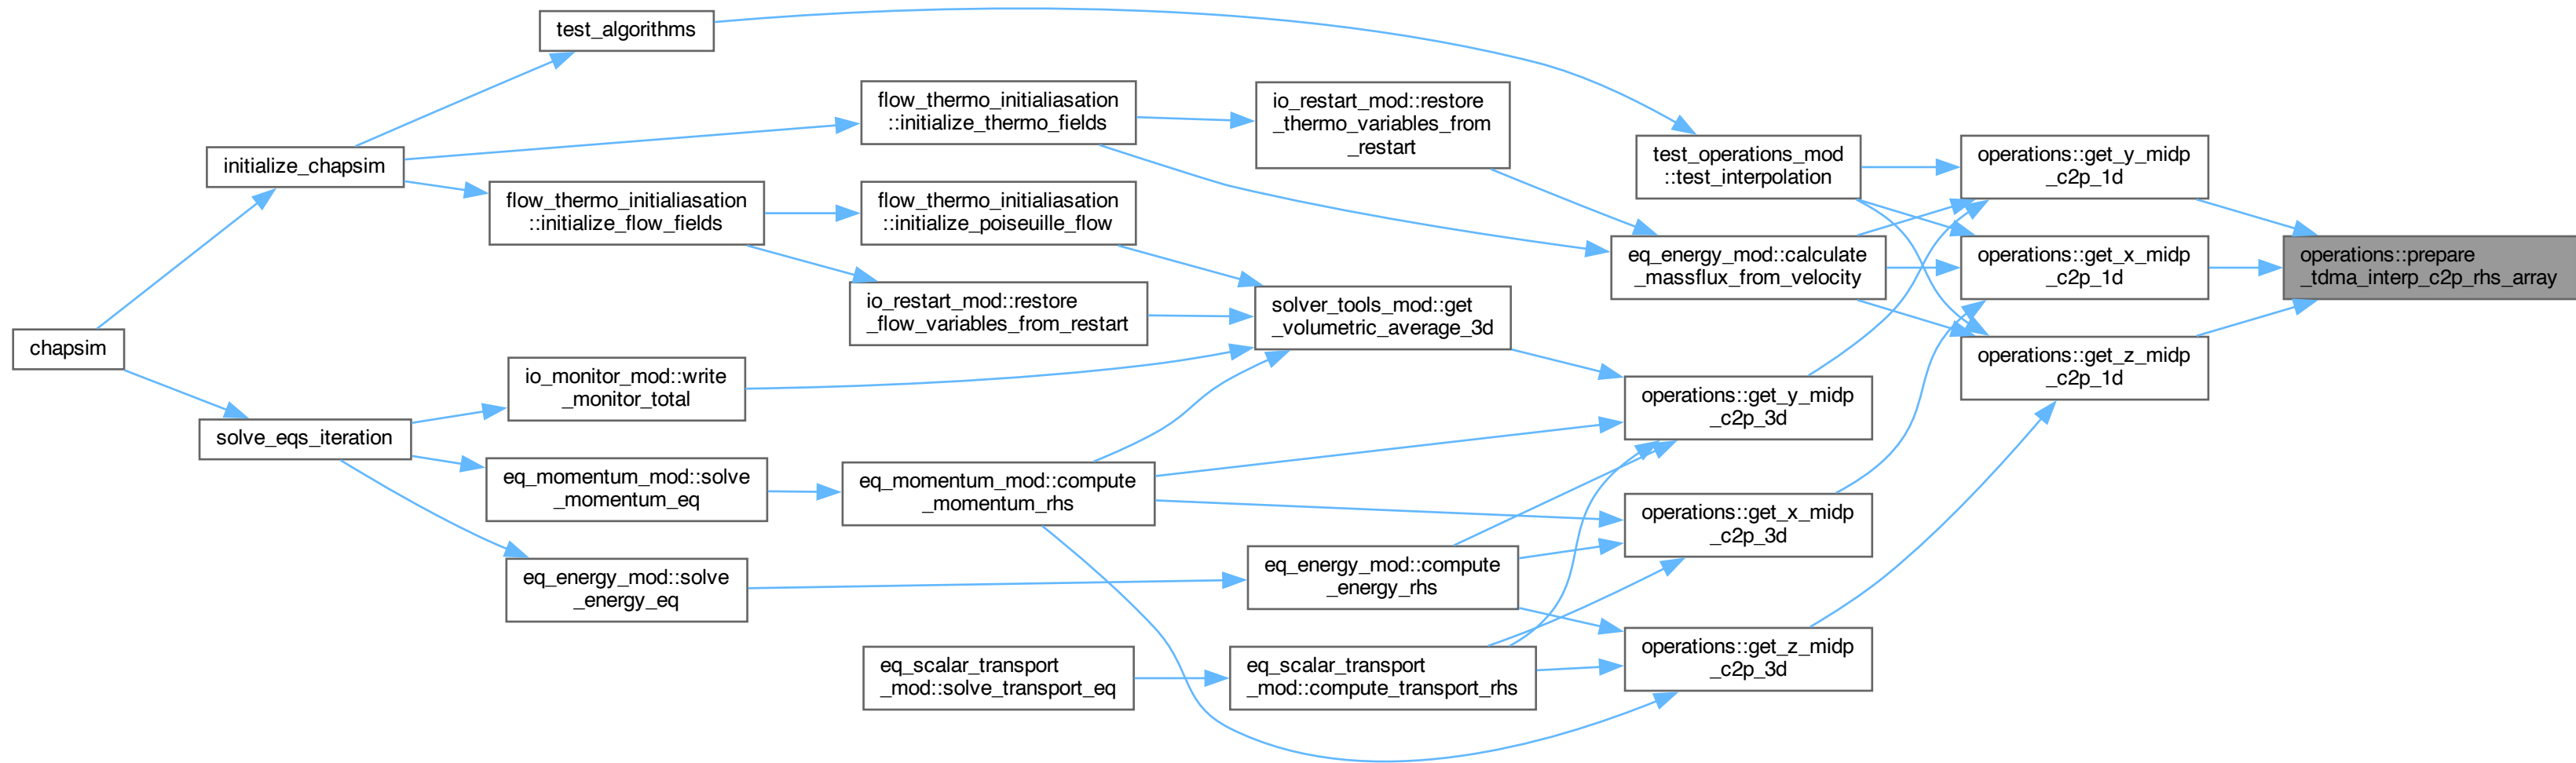 test_algorithms
flow_thermo_initialiasation
::initialize_thermo_fields
io_restart_mod::restore
_thermo_variables_from
_restart
initialize_chapsim
test_operations_mod
::test_interpolation
operations::get_y_midp
_c2p_1d
flow_thermo_initialiasation
::initialize_flow_fields
flow_thermo_initialiasation
::initialize_poiseuille_flow
eq_energy_mod::calculate
_massflux_from_velocity
operations::get_x_midp
_c2p_1d
operations::prepare
_tdma_interp_c2p_rhs_array
io_restart_mod::restore
_flow_variables_from_restart
solver_tools_mod::get
_volumetric_average_3d
chapsim
operations::get_z_midp
_c2p_1d
io_monitor_mod::write
_monitor_total
operations::get_y_midp
_c2p_3d
solve_eqs_iteration
eq_momentum_mod::solve
_momentum_eq
eq_momentum_mod::compute
_momentum_rhs
operations::get_x_midp
_c2p_3d
eq_energy_mod::solve
_energy_eq
eq_energy_mod::compute
_energy_rhs
eq_scalar_transport
_mod::solve_transport_eq
eq_scalar_transport
_mod::compute_transport_rhs
operations::get_z_midp
_c2p_3d